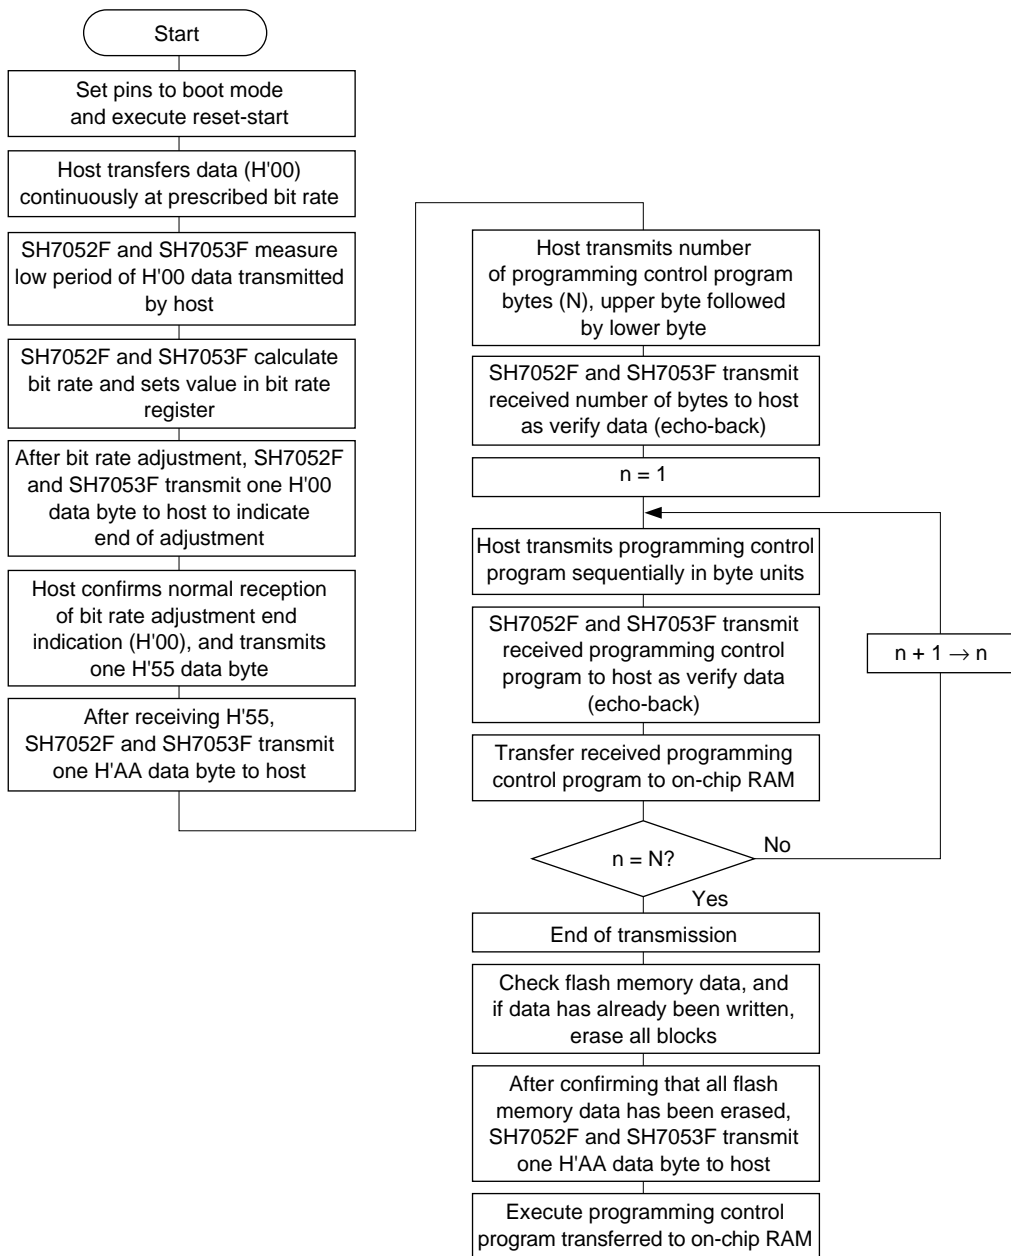 Start
Set pins to boot mode
and execute reset-start
Host transfers data (H'00)
continuously at prescribed bit rate
SH7052F and SH7053F measure
low period of H'00 data transmitted
by host
SH7052F and SH7053F calculate
bit rate and sets value in bit rate
register
After bit rate adjustment, SH7052F
and SH7053F transmit one H'00
data byte to host to indicate
end of adjustment
Host confirms normal reception
of bit rate adjustment end
indication (H'00), and transmits
one H'55 data byte
After receiving H'55,
SH7052F and SH7053F transmit
one H'AA data byte to host
Host transmits number
of programming control program
bytes (N), upper byte followed
by lower byte
SH7052F and SH7053F transmit
received number of bytes to host
as verify data (echo-back)
n = 1
Host transmits programming control
program sequentially in byte units
SH7052F and SH7053F transmit
received programming control
program to host as verify data
(echo-back)
n + 1 → n
Transfer received programming
control program to on-chip RAM
n = N?
No
Yes
End of transmission
Check flash memory data, and
if data has already been written,
erase all blocks
After confirming that all flash
memory data has been erased,
SH7052F and SH7053F transmit
one H'AA data byte to host
Execute programming control
program transferred to on-chip RAM